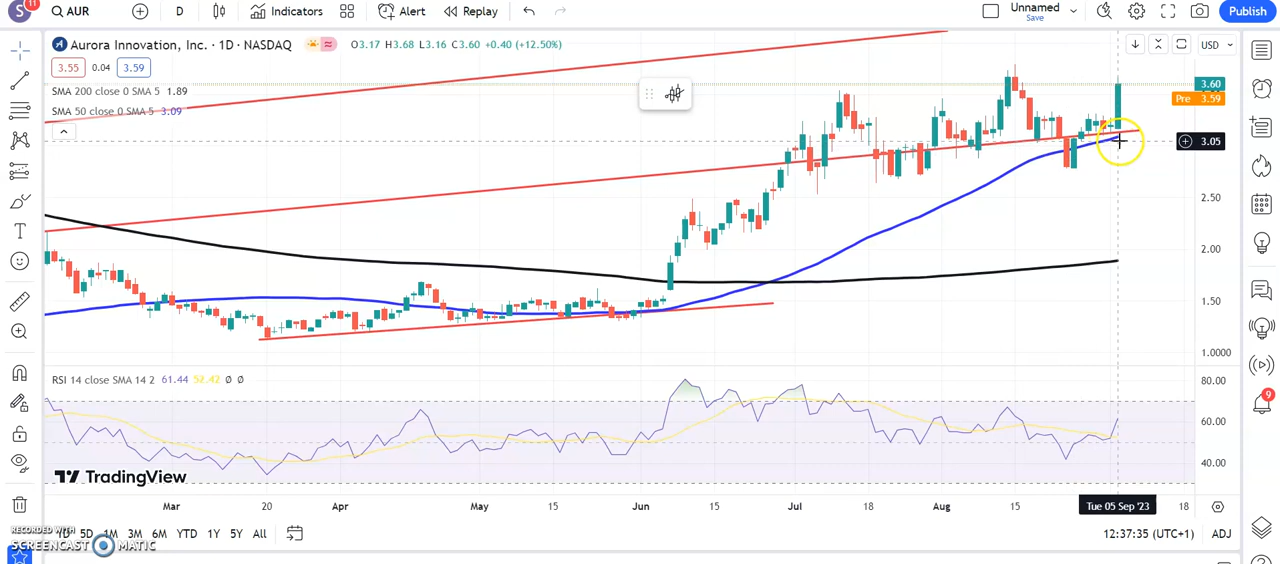 S 11 AUR D Indicators Alert Replay Unnamed Save Publish
Aurora Innovation, Inc. · 1D · NASDAQ O3.17 H3.68 L3.16 C3.60 +0.40 (+12.50%) USD
3.55 0.04 3.59
SMA 200 close 0 SMA 5 1.89
SMA 50 close 0 SMA 5 3.09
3.60
Pre 3.59
3.05
2.50
2.00
1.50
1.0000
RSI 14 close SMA 14 2 61.44 52.42 Ø Ø
80.00
60.00
40.00
9
TradingView
Mar 20 Apr May 15 Jun 15 Jul 18 Aug 15 Tue 05 Sep '23 18
1D 5D 1M 3M 6M YTD 1Y 5Y All 12:37:35 (UTC+1) ADJ
RECORDED WITH
SCREENCAST MATIC